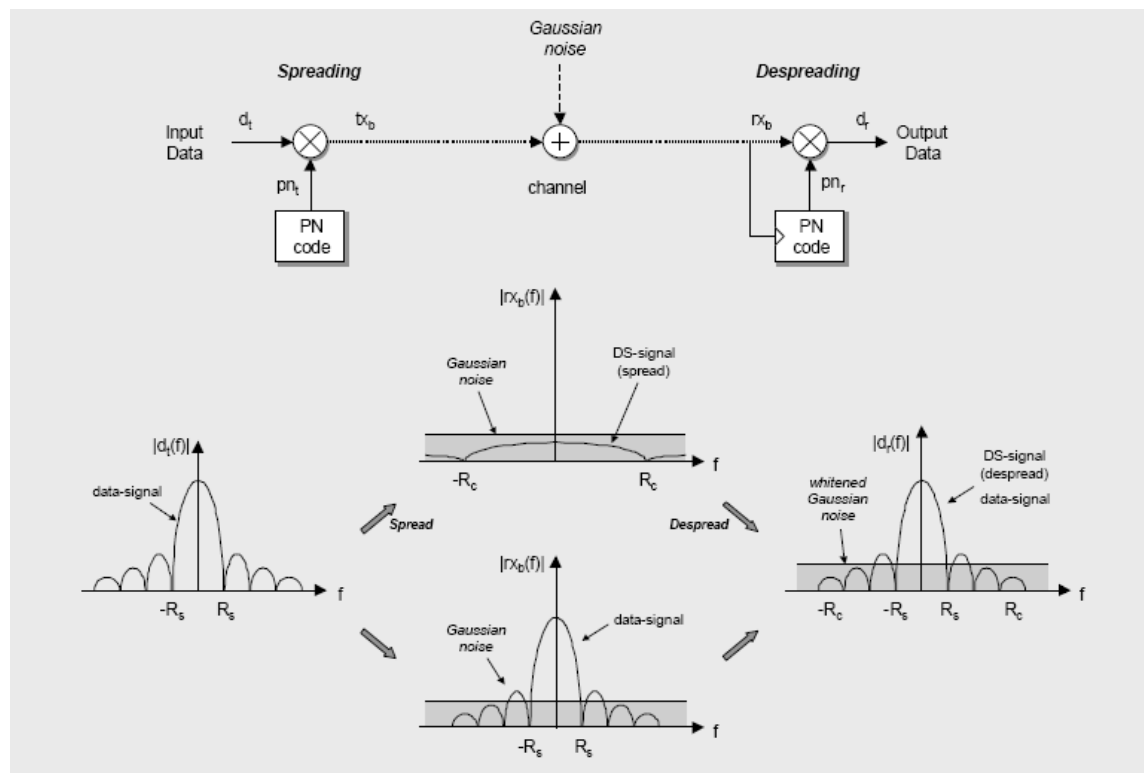 Gaussian
noise
Spreading
Despreading
Input
Data
d_t
tx_b
rx_b
d_r
Output
Data
pn_t
channel
pn_r
PN
code
PN
code
|rx_b(f)|
Gaussian
noise
DS-signal
(spread)
-R_c
R_c
f
|d_t(f)|
data-signal
-R_s
R_s
f
Spread
Despread
|rx_b(f)|
Gaussian
noise
data-signal
-R_s
R_s
f
|d_r(f)|
DS-signal
(despread)
data-signal
whitened
Gaussian
noise
-R_c
-R_s
R_s
R_c
f